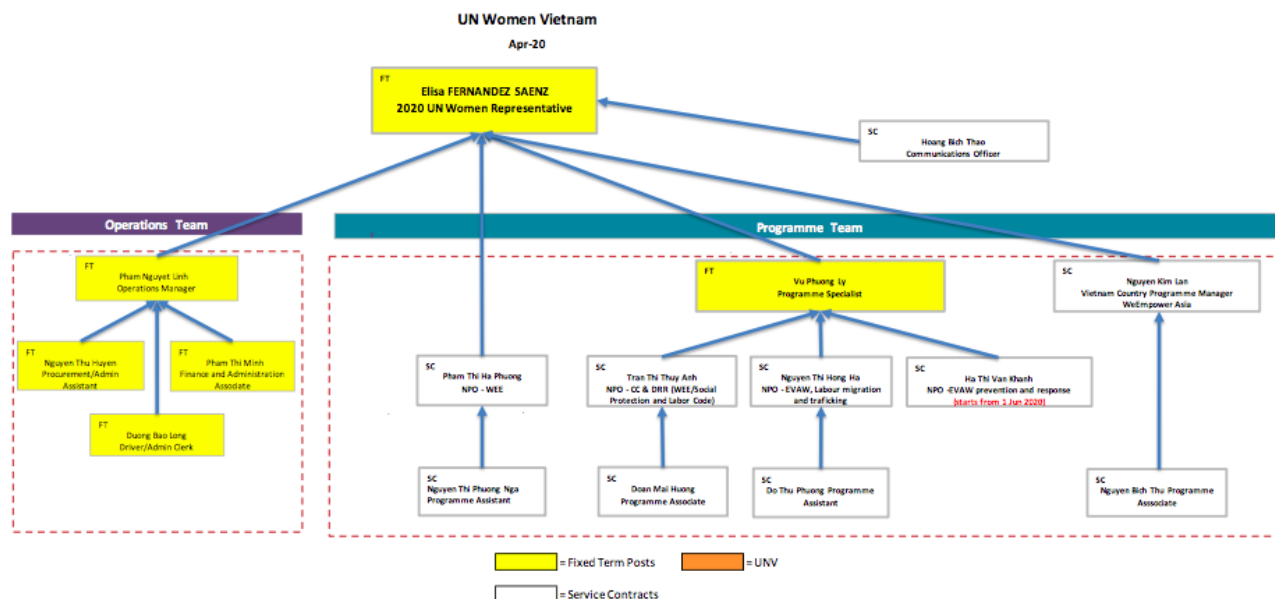 UN Women Vietnam
Apr-20
FT
Elisa FERNANDEZ SAENZ
2020 UN Women Representative
SC
Hoang Bich Thao
Communications Officer
Operations Team
Programme Team
FT
Pham Nguyet Linh
Operations Manager
FT
Vu Phuong Ly
Programme Specialist
SC
Nguyen Kim Lan
Vietnam Country Programme Manager
WeEmpower Asia
FT
Nguyen Thu Huyen
Procurement/Admin
Assistant
FT
Pham Thi Minh
Finance and Administration
Associate
SC
Pham Thi Ha Phuong
NPO - WEE
SC
Tran Thi Thuy Anh
NPO - CC & DRR (WEE/Social
Protection and Labor Code)
SC
Nguyen Thi Hong Ha
NPO - EVAW, Labour migration
and traficking
SC
Ha Thi Van Khanh
NPO -EVAW prevention and response
(starts from 1 Jun 2020)
FT
Duong Bao Long
Driver/Admin Clerk
SC
Nguyen Thi Phuong Nga
Programme Assistant
SC
Doan Mai Huong
Programme Associate
SC
Do Thu Phuong Programme
Assistant
SC
Nguyen Bich Thu Programme
Asssociate
= Fixed Term Posts
= UNV
= Service Contracts